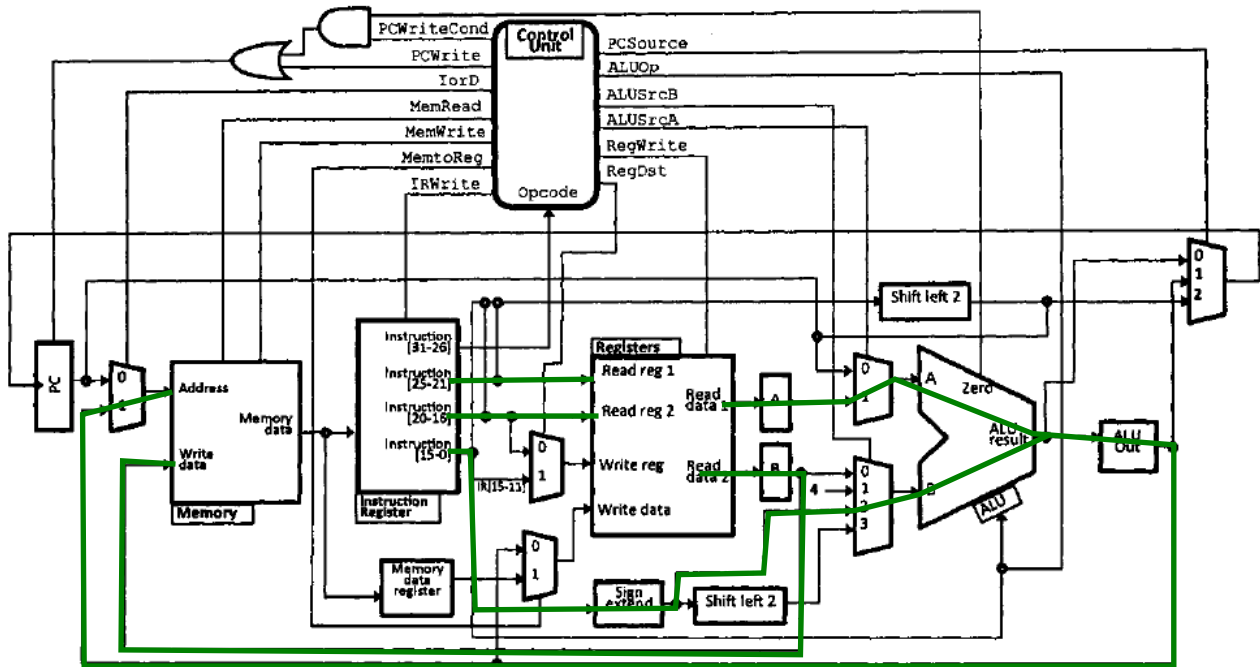 PCWriteCond
PCWrite
IorD
MemRead
MemWrite
MemtoReg
IRWrite
Control
Unit
Opcode
PCSource
ALUOp
ALUSrcB
ALUSrcA
RegWrite
RegDst
0
1
2
Shift left 2
PC
0
Address
Memory
data
Write
data
Memory
Instruction
[31-26]
Instruction
[25-21]
Instruction
[20-16]
Instruction
[15-0]
Instruction
Register
IR[15-11]
0
1
Registers
Read reg 1
Read reg 2
Write reg
Write data
Read
data 1
Read
data 2
A
B
0
1
0
1
2
3
4
A
B
Zero
ALU
result
ALU
ALU
Out
Memory
data
register
0
1
Sign
extend
Shift left 2